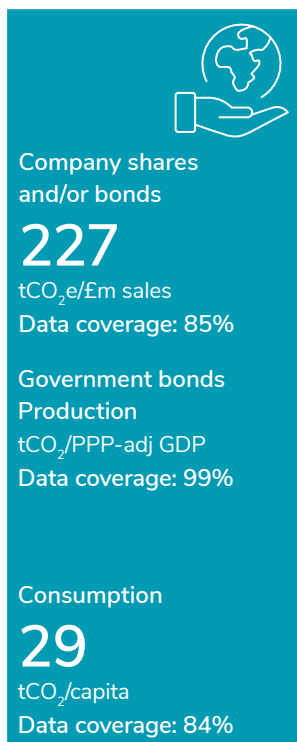 Company shares
and/or bonds
227
tCO₂e/£m sales
Data coverage: 85%
Government bonds
Production
tCO₂/PPP-adj GDP
Data coverage: 99%
Consumption
29
tCO₂/capita
Data coverage: 84%